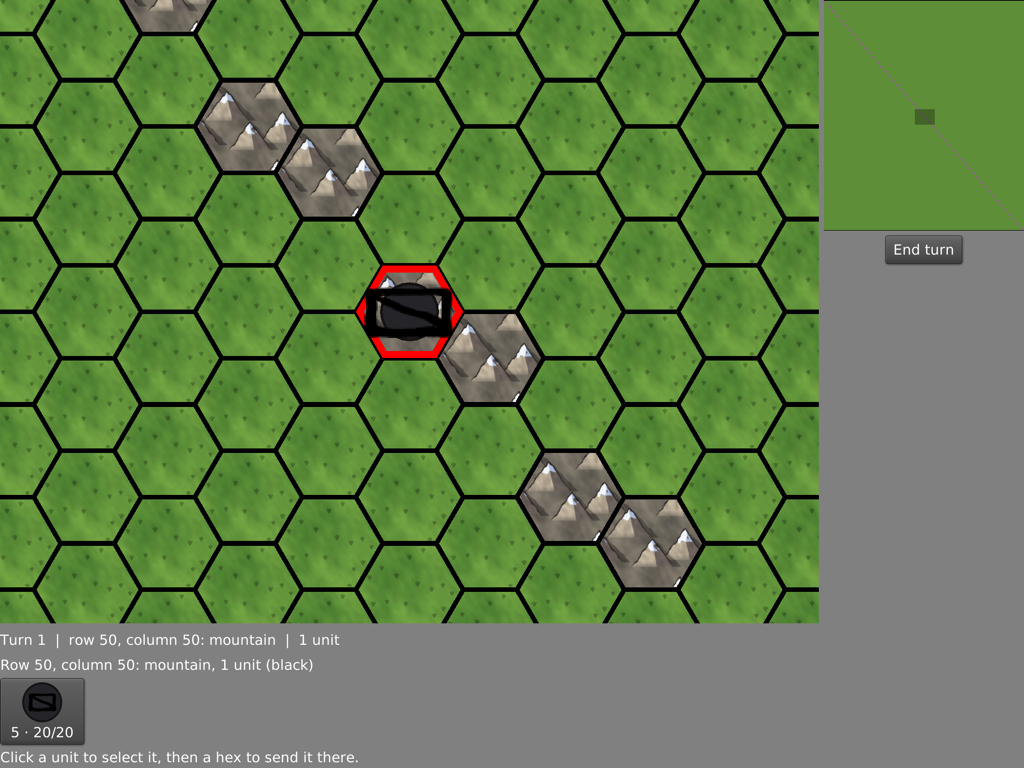 End turn
Turn 1 | row 50, column 50: mountain | 1 unit
Row 50, column 50: mountain, 1 unit (black)
5 · 20/20
Click a unit to select it, then a hex to send it there.